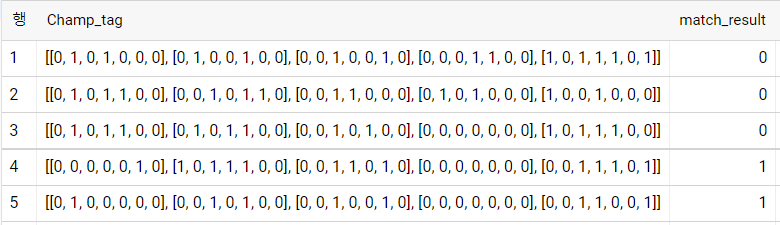 행 Champ_tag match_result
1 [[0, 1, 0, 1, 0, 0, 0], [0, 1, 0, 0, 1, 0, 0], [0, 0, 1, 0, 0, 1, 0], [0, 0, 0, 1, 1, 0, 0], [1, 0, 1, 1, 1, 0, 1]] 0
2 [[0, 1, 0, 1, 1, 0, 0], [0, 0, 1, 0, 1, 1, 0], [0, 0, 1, 1, 0, 0, 0], [0, 1, 0, 1, 0, 0, 0], [1, 0, 0, 1, 0, 0, 0]] 0
3 [[0, 1, 0, 1, 1, 0, 0], [0, 1, 0, 1, 1, 0, 0], [0, 0, 1, 0, 1, 0, 0], [0, 0, 0, 0, 0, 0, 0], [1, 0, 1, 1, 1, 0, 0]] 0
4 [[0, 0, 0, 0, 0, 1, 0], [1, 0, 1, 1, 1, 0, 0], [0, 0, 1, 1, 0, 1, 0], [0, 0, 0, 0, 0, 0, 0], [0, 0, 1, 1, 1, 0, 1]] 1
5 [[0, 1, 0, 0, 0, 0, 0], [0, 0, 1, 0, 1, 0, 0], [0, 0, 1, 0, 0, 1, 0], [0, 0, 0, 0, 0, 0, 0], [0, 0, 1, 1, 0, 0, 1]] 1